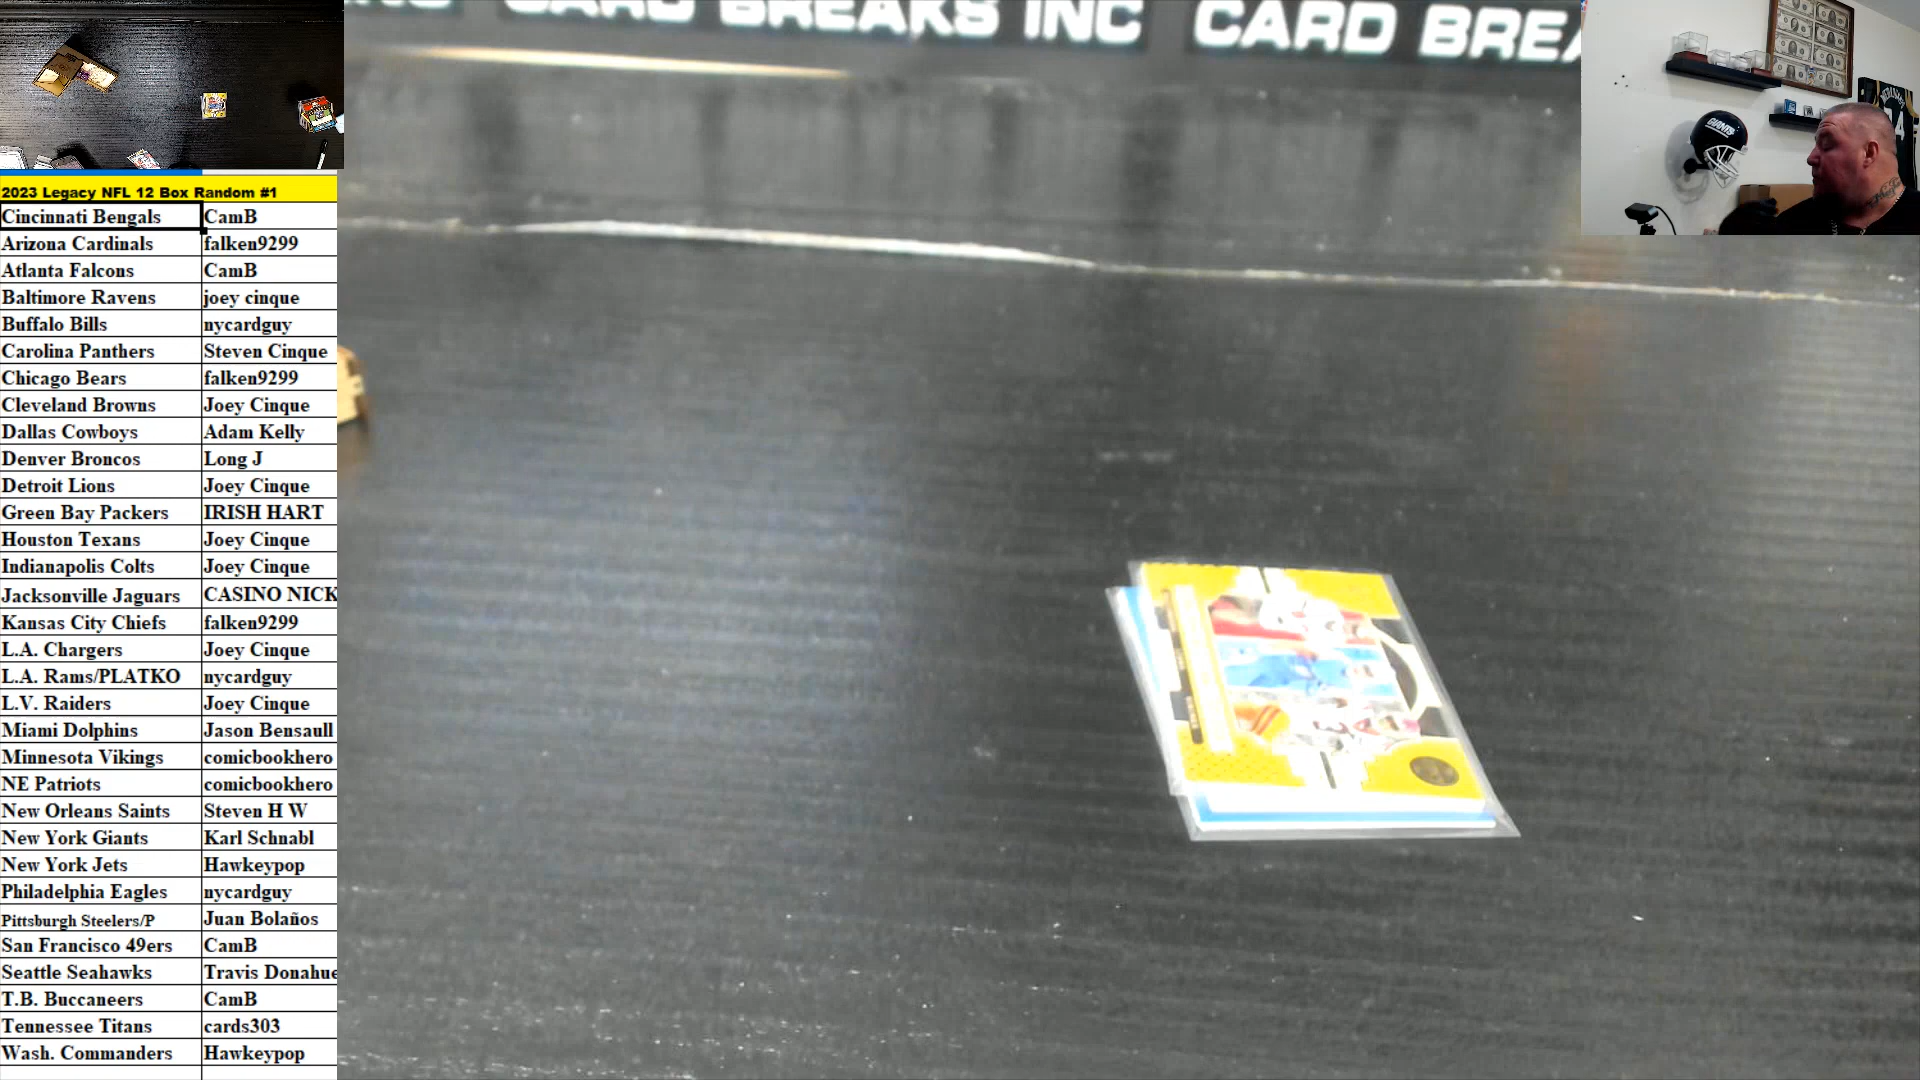 CARD BREAKS INC CARD BREA
GIANTS
2023 Legacy NFL 12 Box Random #1
Cincinnati Bengals CamB
Arizona Cardinals falken9299
Atlanta Falcons CamB
Baltimore Ravens joey cinque
Buffalo Bills nycardguy
Carolina Panthers Steven Cinque
Chicago Bears falken9299
Cleveland Browns Joey Cinque
Dallas Cowboys Adam Kelly
Denver Broncos Long J
Detroit Lions Joey Cinque
Green Bay Packers IRISH HART
Houston Texans Joey Cinque
Indianapolis Colts Joey Cinque
Jacksonville Jaguars CASINO NICK
Kansas City Chiefs falken9299
L.A. Chargers Joey Cinque
L.A. Rams/PLATKO nycardguy
L.V. Raiders Joey Cinque
Miami Dolphins Jason Bensaull
Minnesota Vikings comicbookhero
NE Patriots comicbookhero
New Orleans Saints Steven H W
New York Giants Karl Schnabl
New York Jets Hawkeypop
Philadelphia Eagles nycardguy
Pittsburgh Steelers/P Juan Bolaños
San Francisco 49ers CamB
Seattle Seahawks Travis Donahue
T.B. Buccaneers CamB
Tennessee Titans cards303
Wash. Commanders Hawkeypop